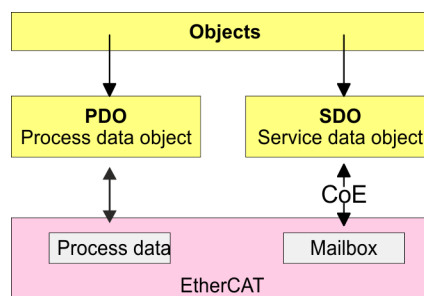 Objects
PDO
Process data object
SDO
Service data object
CoE
Process data
Mailbox
EtherCAT